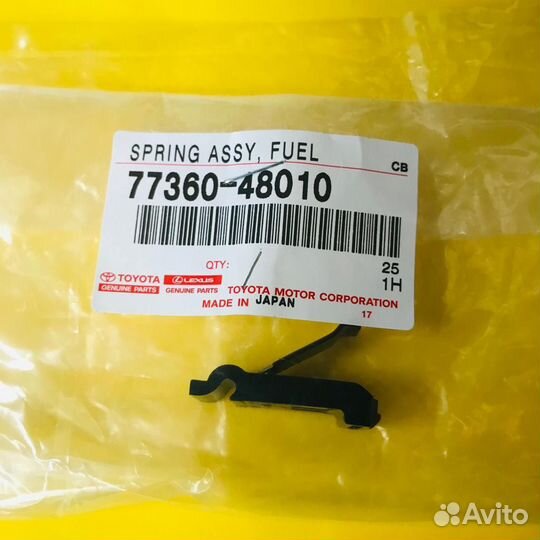 SPRING ASSY, FUEL
CB
77360-48010
QTY:
25
1H
TOYOTA
GENUINE PARTS
LEXUS
GENUINE PARTS
TOYOTA MOTOR CORPORATION
MADE IN JAPAN
17
Avito